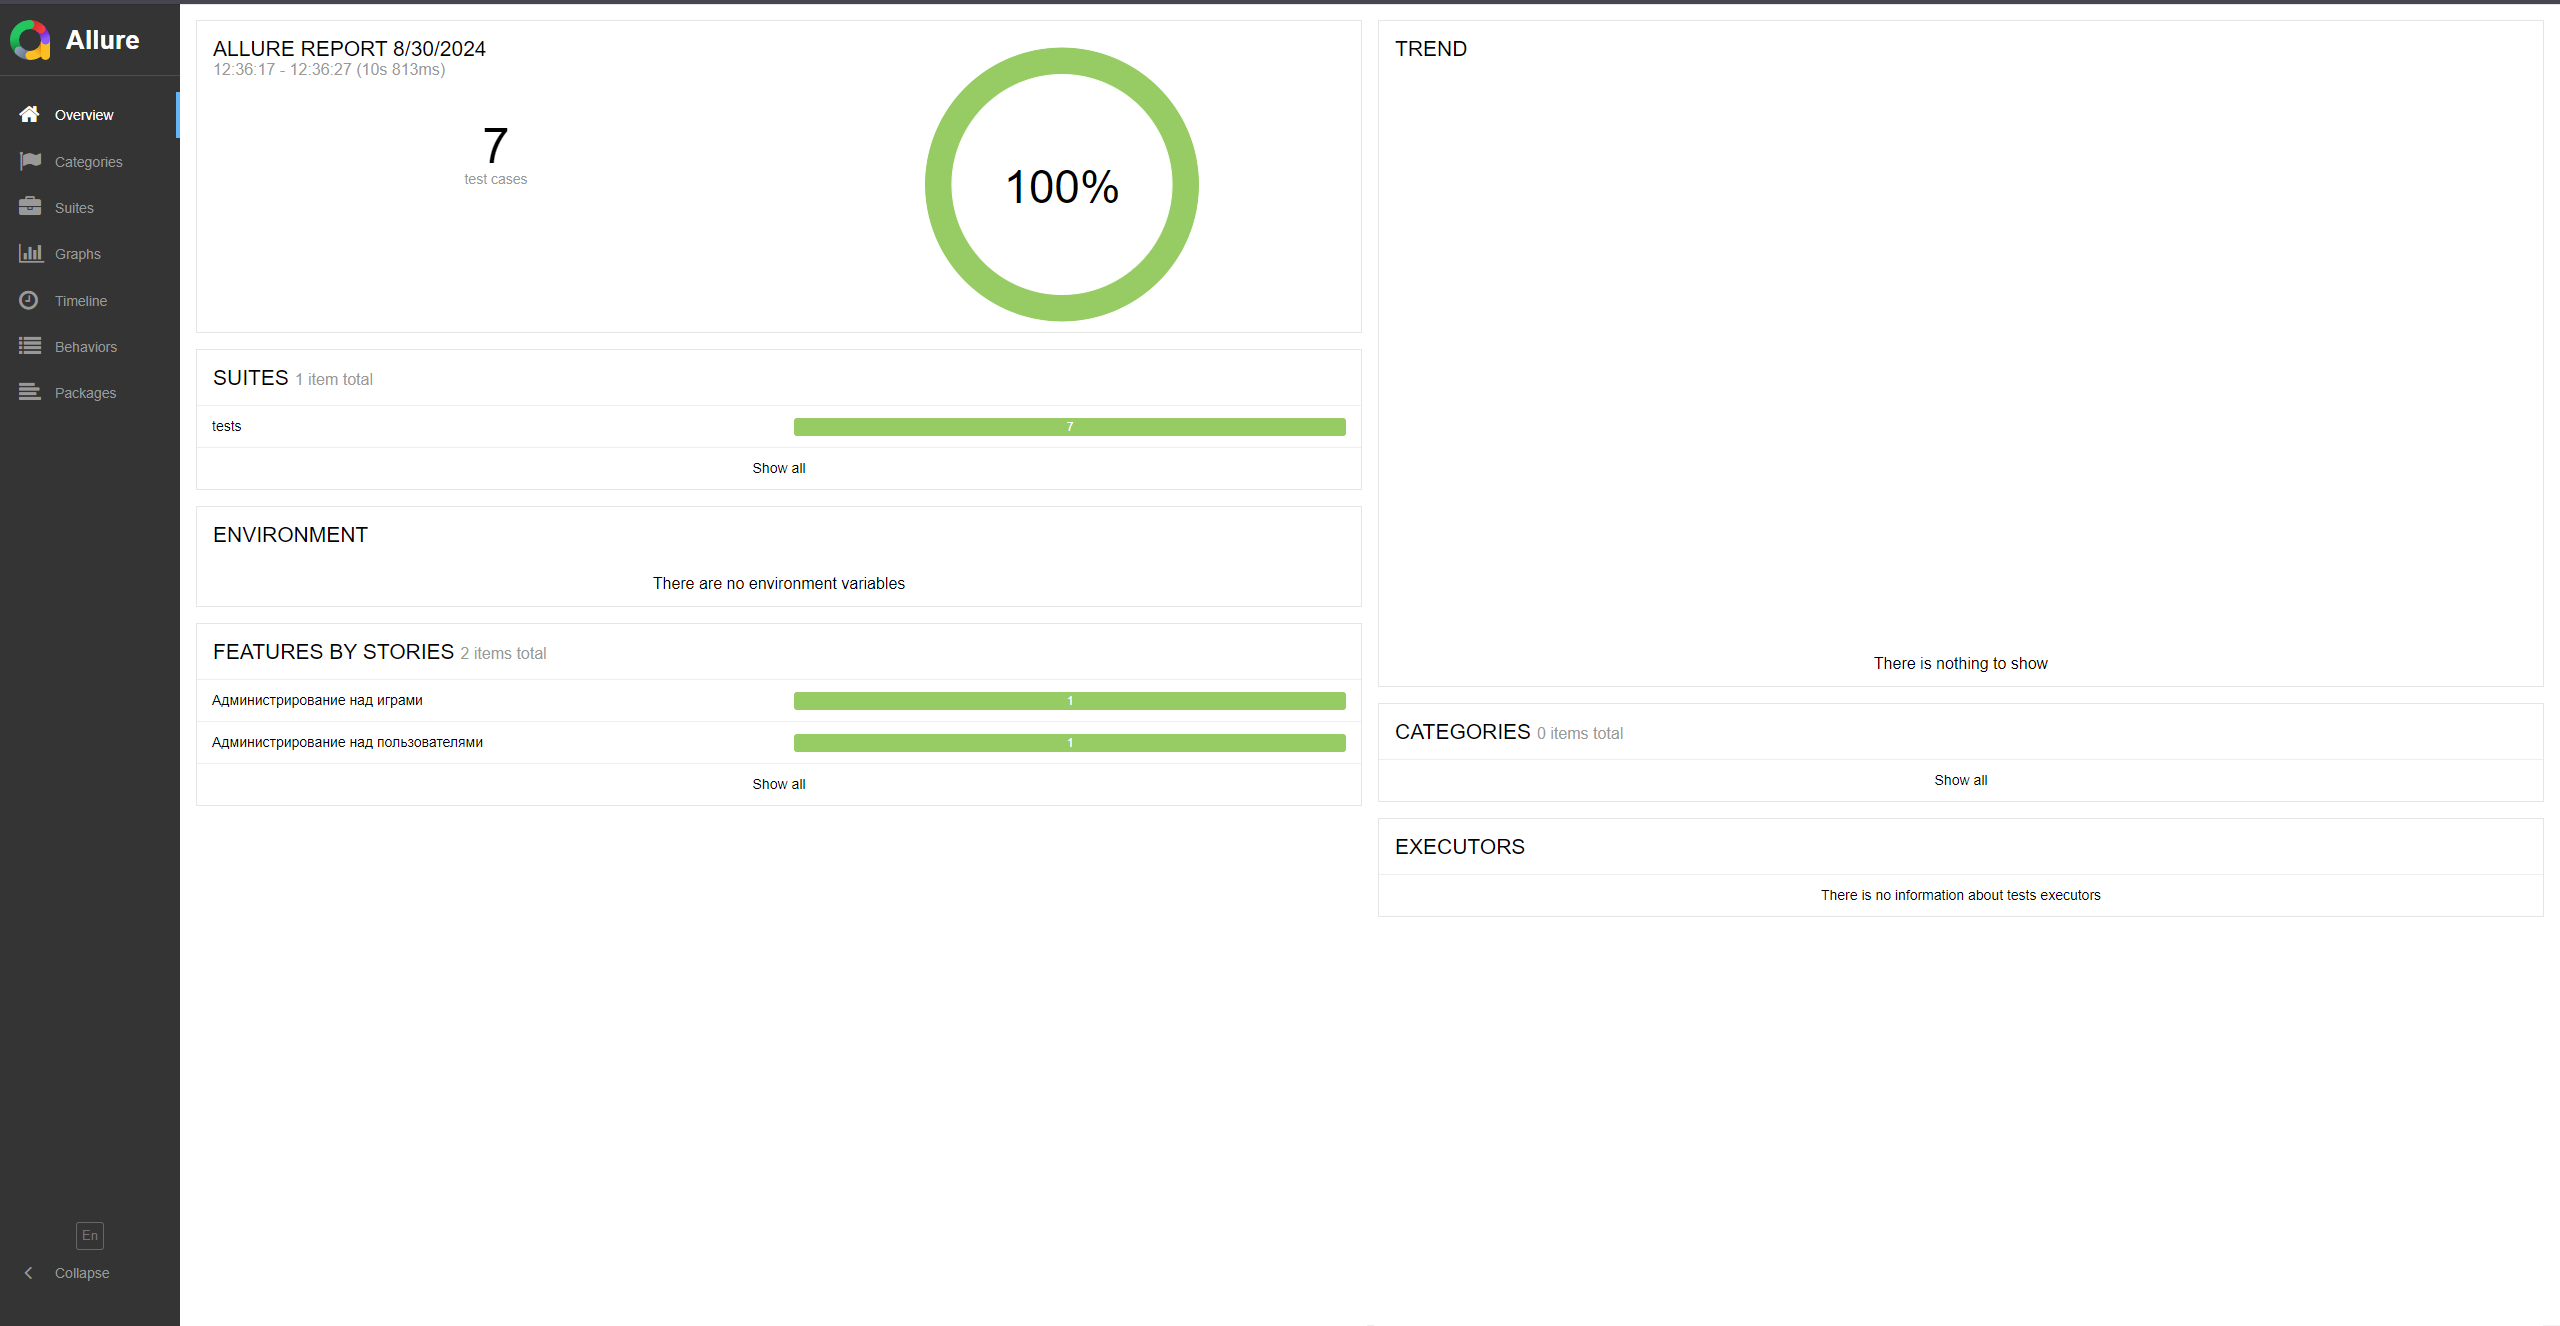 Allure
Overview
Categories
Suites
Graphs
Timeline
Behaviors
Packages
En
Collapse
ALLURE REPORT 8/30/2024
12:36:17 - 12:36:27 (10s 813ms)
7
test cases
100%
SUITES 1 item total
tests 7
Show all
ENVIRONMENT
There are no environment variables
FEATURES BY STORIES 2 items total
Администрирование над играми 1
Администрирование над пользователями 1
Show all
TREND
There is nothing to show
CATEGORIES 0 items total
Show all
EXECUTORS
There is no information about tests executors